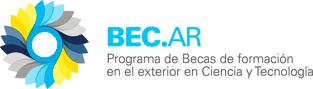 BEC.AR
Programa de Becas de formación
en el exterior en Ciencia y Tecnología